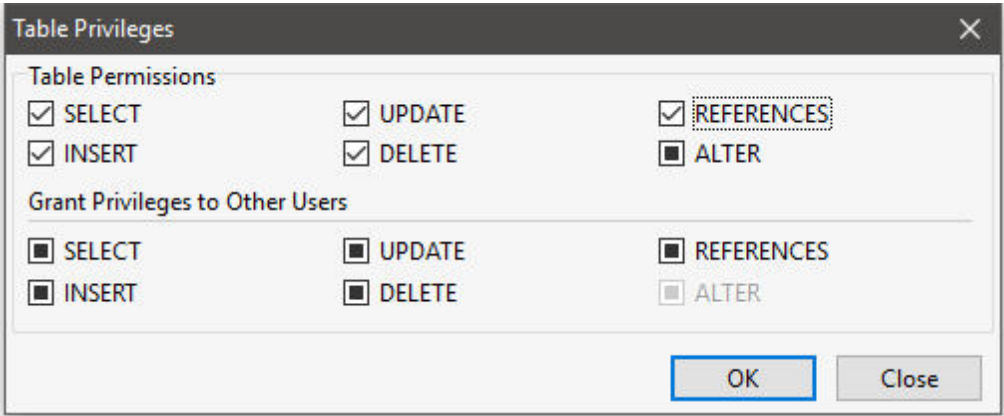 Table Privileges
Table Permissions
SELECT UPDATE REFERENCES
INSERT DELETE ALTER
Grant Privileges to Other Users
SELECT UPDATE REFERENCES
INSERT DELETE ALTER
OK Close